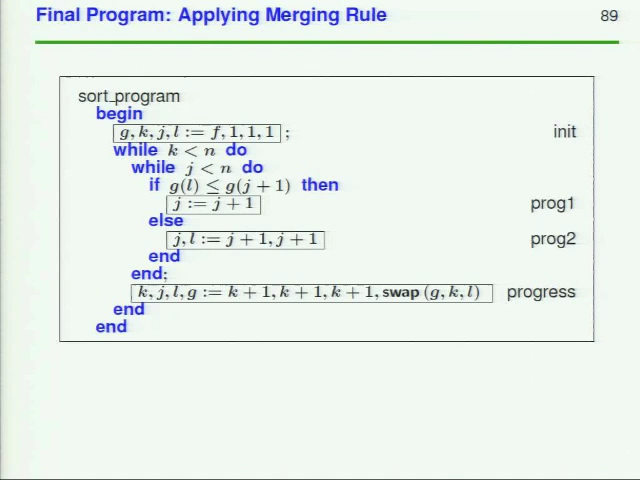 Final Program: Applying Merging Rule 89
sort_program
begin
g, k, j, l := f, 1, 1, 1 ; init
while k < n do
while j < n do
if g(l) ≤ g(j + 1) then
j := j + 1 prog1
else
j, l := j + 1, j + 1 prog2
end
end;
k, j, l, g := k + 1, k + 1, k + 1, swap (g, k, l) progress
end
end